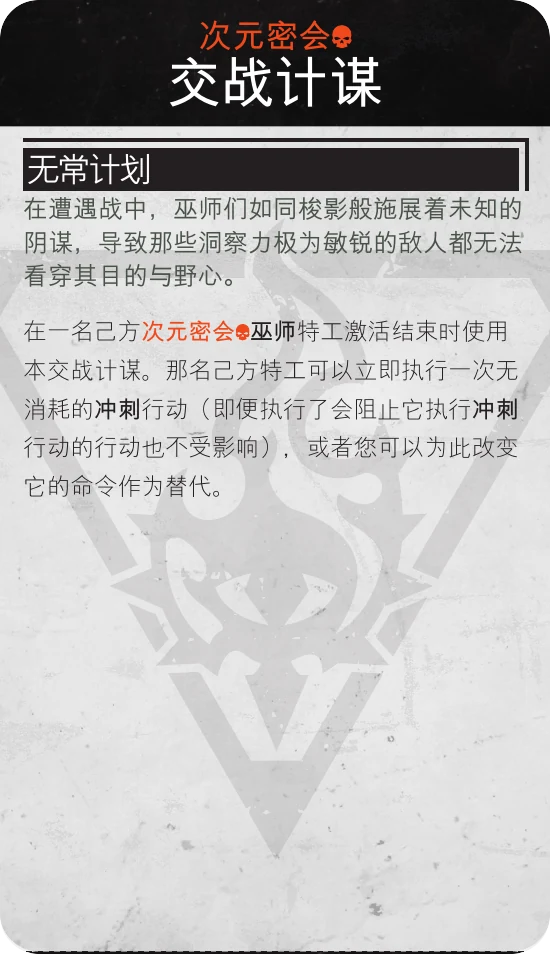 次元密会
交战计谋
无常计划
在遭遇战中，巫师们如同梭影般施展着未知的
阴谋，导致那些洞察力极为敏锐的敌人都无法
看穿其目的与野心。
在一名己方次元密会巫师特工激活结束时使用
本交战计谋。那名己方特工可以立即执行一次无
消耗的冲刺行动（即便执行了会阻止它执行冲刺
行动的行动也不受影响），或者您可以为此改变
它的命令作为替代。